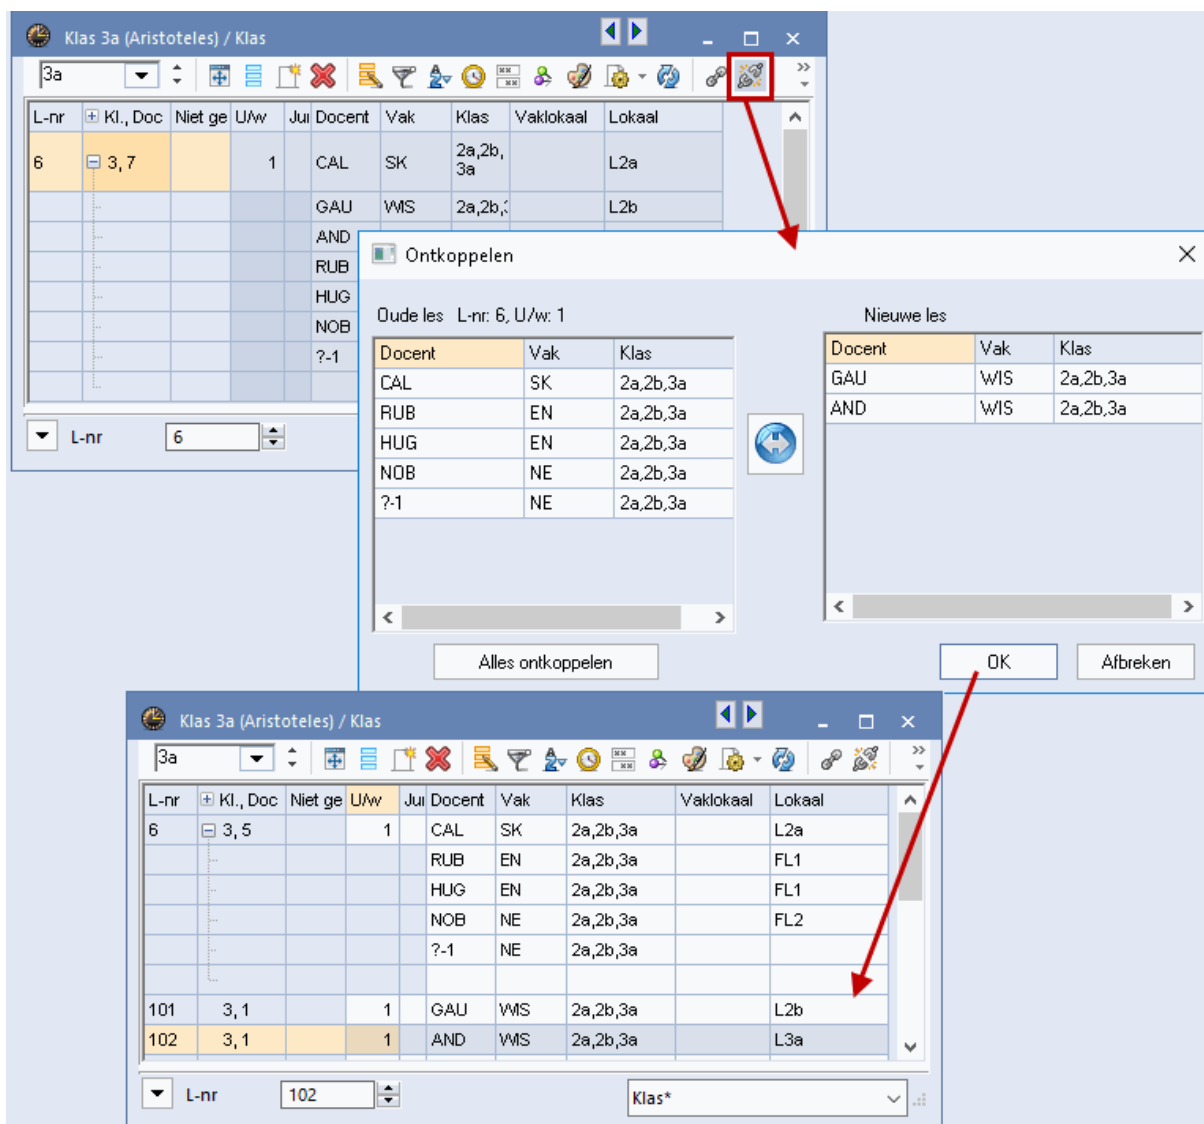 Klas 3a (Aristoteles) / Klas
3a
L-nr Kl., Doc Niet ge U/w Jui Docent Vak Klas Vaklokaal Lokaal
6 3, 7 1 CAL SK 2a,2b, 3a L2a
GAU WIS 2a,2b, L2b
AND
RUB
HUG
NOB
?-1
L-nr 6
Ontkoppelen
Oude les L-nr: 6, U/w: 1
Docent Vak Klas
CAL SK 2a,2b,3a
RUB EN 2a,2b,3a
HUG EN 2a,2b,3a
NOB NE 2a,2b,3a
?-1 NE 2a,2b,3a
Alles ontkoppelen
Nieuwe les
Docent Vak Klas
GAU WIS 2a,2b,3a
AND WIS 2a,2b,3a
OK Afbreken
Klas 3a (Aristoteles) / Klas
3a
L-nr Kl., Doc Niet ge U/w Jui Docent Vak Klas Vaklokaal Lokaal
6 3, 5 1 CAL SK 2a,2b,3a L2a
RUB EN 2a,2b,3a FL1
HUG EN 2a,2b,3a FL1
NOB NE 2a,2b,3a FL2
?-1 NE 2a,2b,3a
101 3, 1 1 GAU WIS 2a,2b,3a L2b
102 3, 1 1 AND WIS 2a,2b,3a L3a
L-nr 102 Klas*